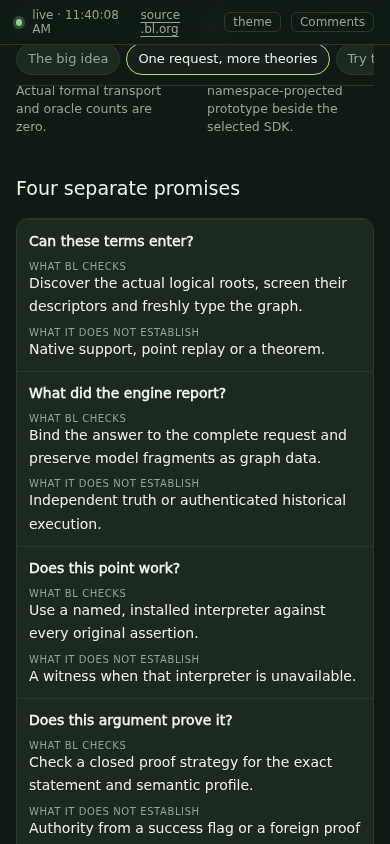 live · 11:40:08
AM
source
.bl.org
theme
Comments
The big idea
One request, more theories
Try t
Actual formal transport
and oracle counts are
zero.
namespace-projected
prototype beside the
selected SDK.
Four separate promises
Can these terms enter?
WHAT BL CHECKS
Discover the actual logical roots, screen their
descriptors and freshly type the graph.
WHAT IT DOES NOT ESTABLISH
Native support, point replay or a theorem.
What did the engine report?
WHAT BL CHECKS
Bind the answer to the complete request and
preserve model fragments as graph data.
WHAT IT DOES NOT ESTABLISH
Independent truth or authenticated historical
execution.
Does this point work?
WHAT BL CHECKS
Use a named, installed interpreter against
every original assertion.
WHAT IT DOES NOT ESTABLISH
A witness when that interpreter is unavailable.
Does this argument prove it?
WHAT BL CHECKS
Check a closed proof strategy for the exact
statement and semantic profile.
WHAT IT DOES NOT ESTABLISH
Authority from a success flag or a foreign proof